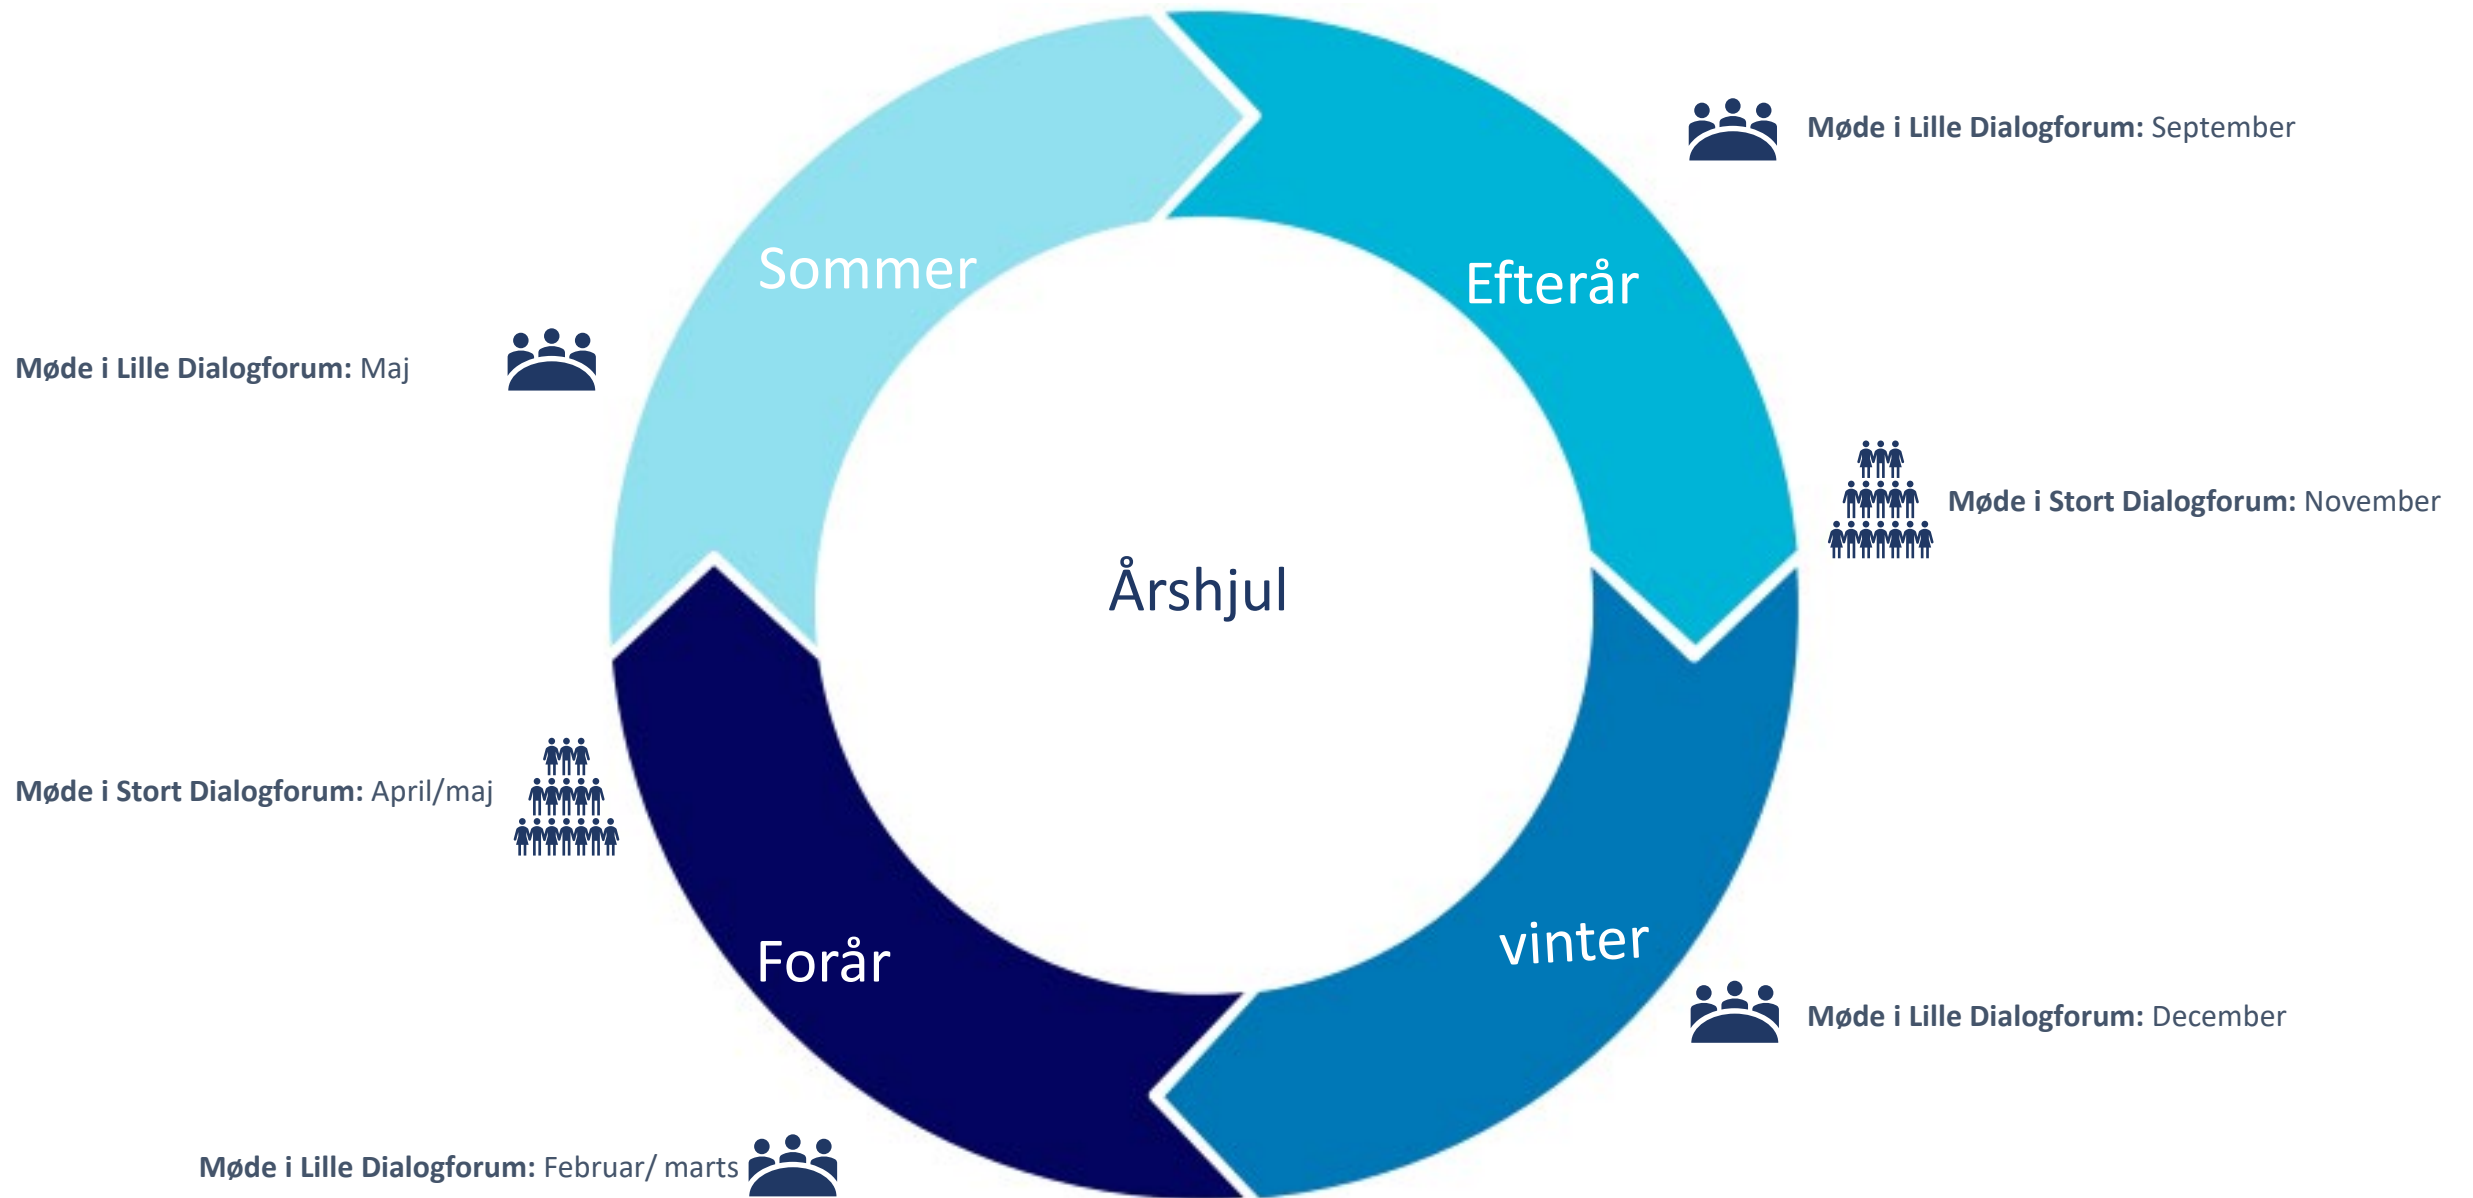 Møde i Lille Dialogforum: September
Sommer
Efterår
Møde i Lille Dialogforum: Maj
Møde i Stort Dialogforum: November
Årshjul
Møde i Stort Dialogforum: April/maj
Forår
vinter
Møde i Lille Dialogforum: December
Møde i Lille Dialogforum: Februar/ marts